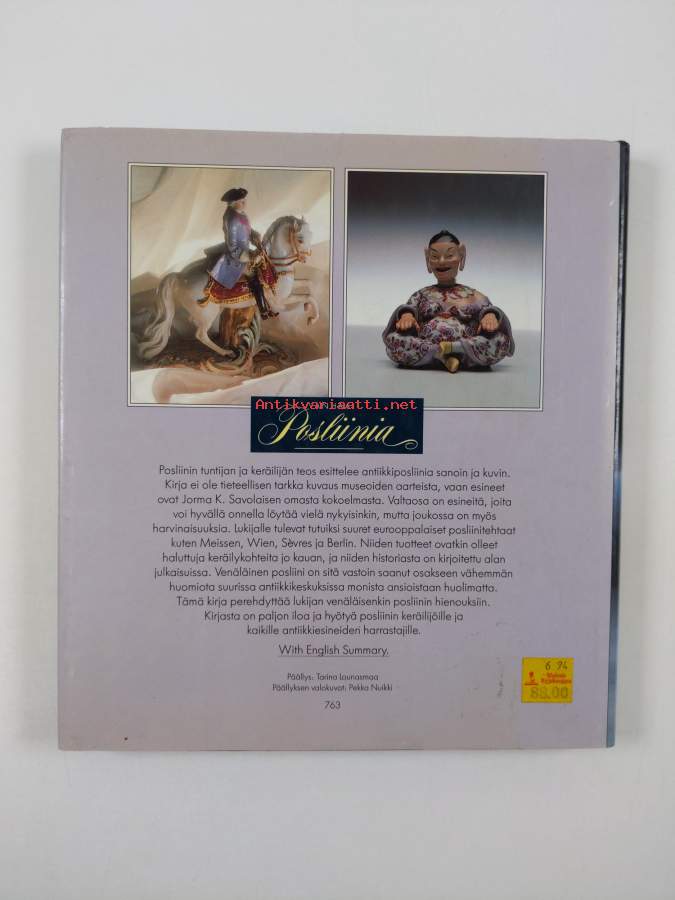 Antikvariaatti.net
Posliinia
Posliinin tuntijan ja keräilijän teos esittelee antiikkiposliinia sanoin ja kuvin.
Kirja ei ole tieteellisen tarkka kuvaus museoiden aarteista, vaan esineet
ovat Jorma K. Savolaisen omasta kokoelmasta. Valtaosa on esineitä, joita
voi hyvällä onnella löytää vielä nykyisinkin, mutta joukossa on myös
harvinaisuuksia. Lukijalle tulevat tutuiksi suuret eurooppalaiset posliinitehtaat
kuten Meissen, Wien, Sèvres ja Berlin. Niiden tuotteet ovatkin olleet
haluttuja keräilykohteita jo kauan, ja niiden historiasta on kirjoitettu alan
julkaisuissa. Venäläinen posliini on sitä vastoin saanut osakseen vähemmän
huomiota suurissa antiikkikeskuksissa monista ansioistaan huolimatta.
Tämä kirja perehdyttää lukijan venäläisenkin posliinin hienouksiin.
Kirjasta on paljon iloa ja hyötyä posliinin keräilijöille ja
kaikille antiikkiesineiden harrastajille.
With English Summary.
Päällys: Tarina Lounasmaa
Päällyksen valokuvat: Pekka Nuikki
763
6 94
88.00